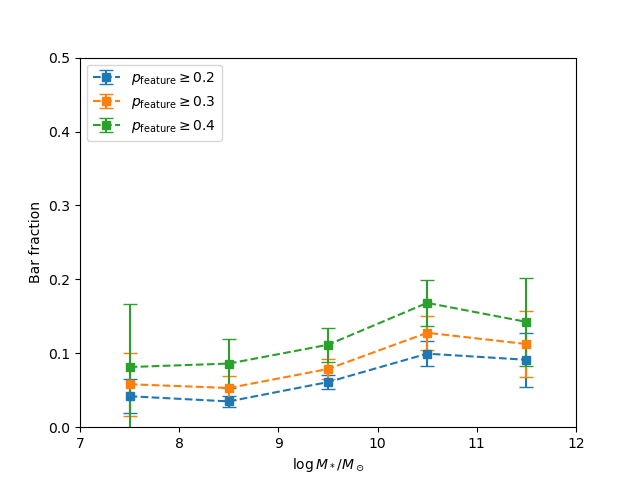 0.5
0.4
0.3
0.2
0.1
0.0
Bar fraction
p_feature ≥ 0.2
p_feature ≥ 0.3
p_feature ≥ 0.4
7 8 9 10 11 12
log M_*/M_⊙